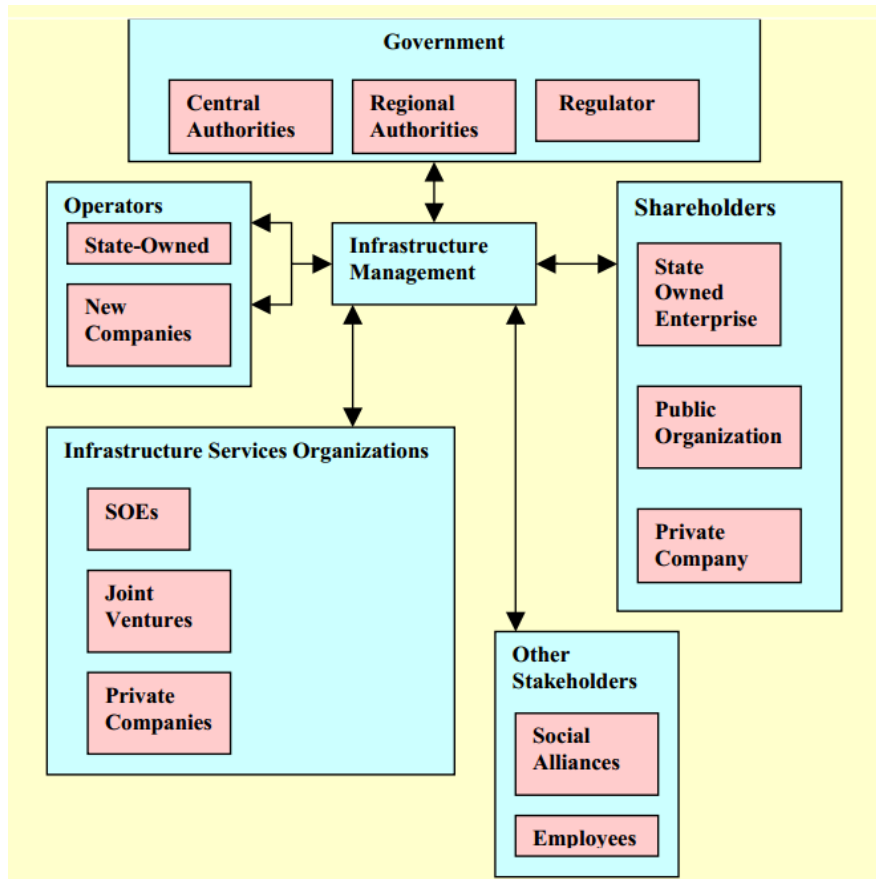 Government
Central
Authorities
Regional
Authorities
Regulator
Operators
State-Owned
New
Companies
Infrastructure
Management
Shareholders
State
Owned
Enterprise
Public
Organization
Private
Company
Infrastructure Services Organizations
SOEs
Joint
Ventures
Private
Companies
Other
Stakeholders
Social
Alliances
Employees